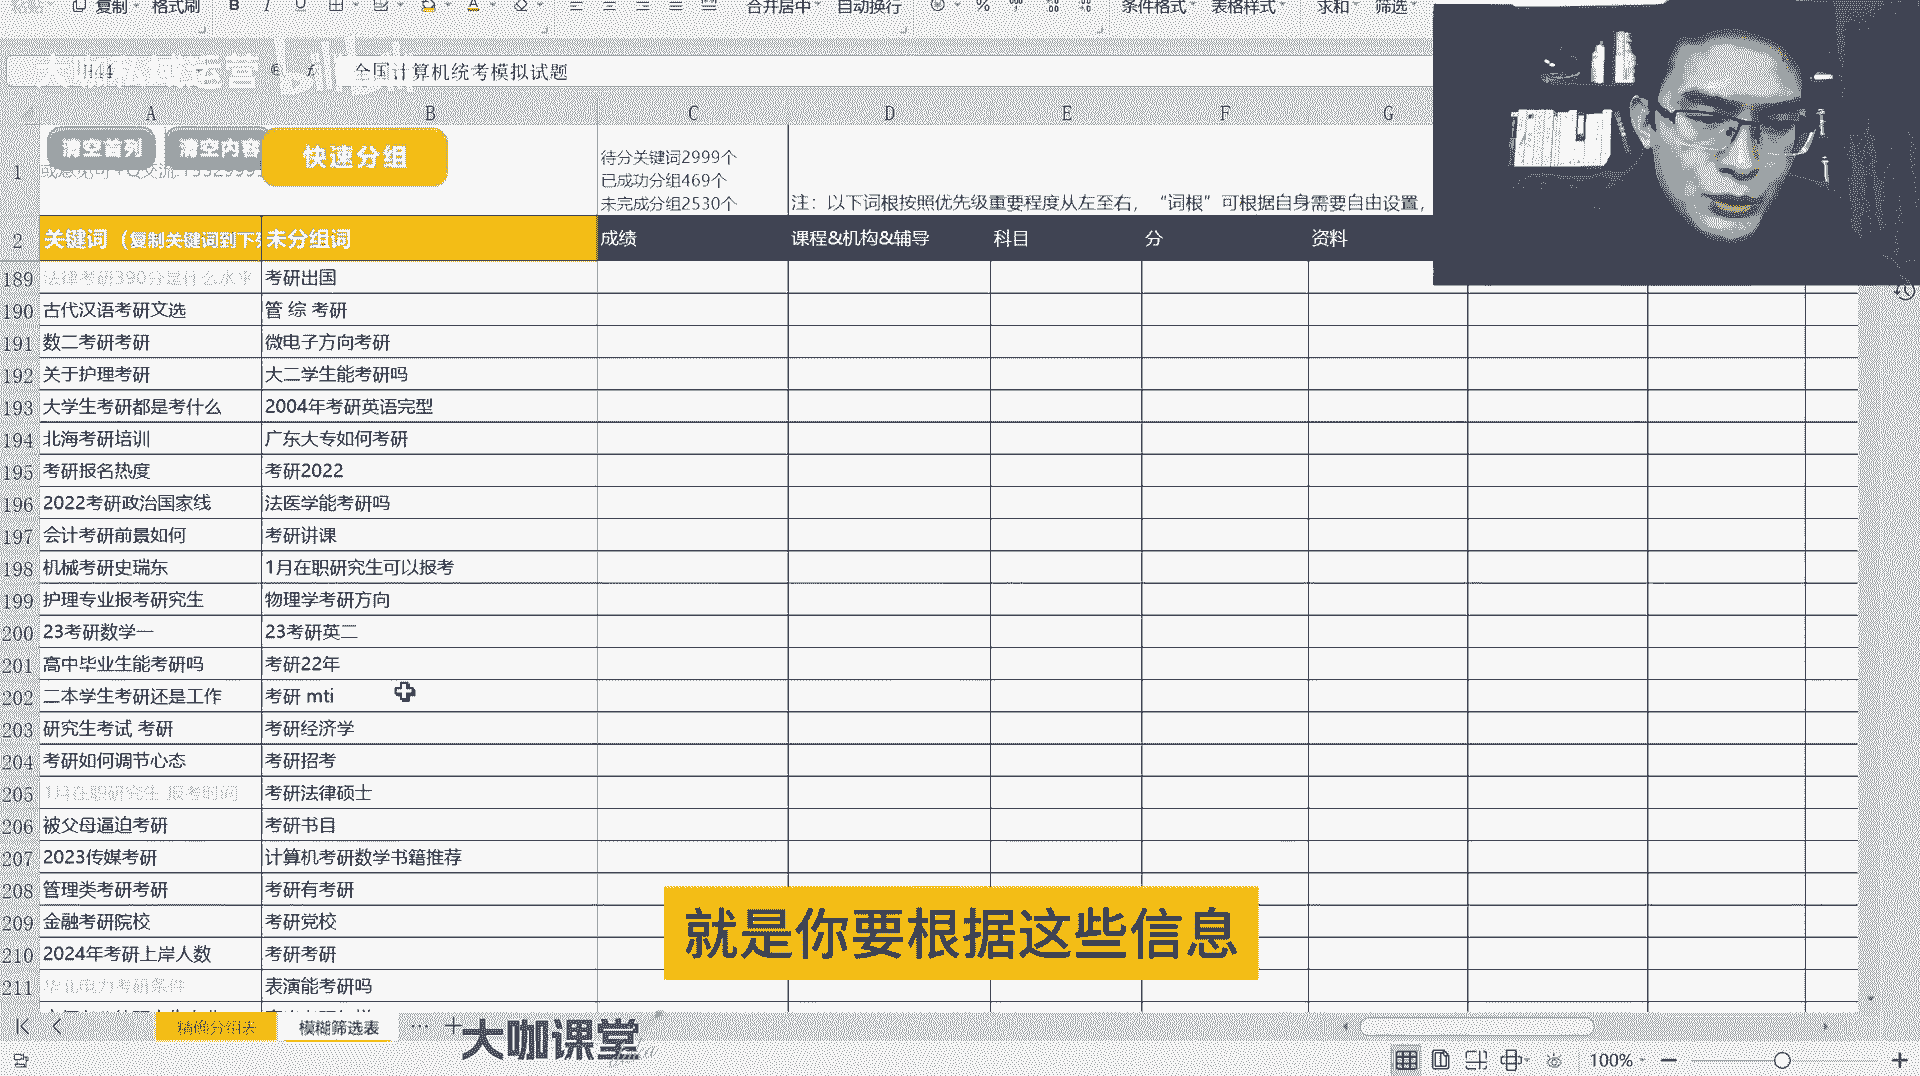 复制 格式刷 B I U 合并居中 自动换行 % 条件格式 表格样式 求和 筛选
H44 全国计算机统考模拟试题
A B C D E F G
清空首列 清空内容 快速分组
待分关键词2999个
已成功分组469个
未完成分组2530个
1 注：以下词根按照优先级重要程度从左至右，“词根”可根据自身需要自由设置，
2 关键词（复制关键词到下 未分组词 成绩 课程&机构&辅导 科目 分 资料
189 法律考研390分是什么水平 考研出国
190 古代汉语考研文选 管 综 考研
191 数二考研考研 微电子方向考研
192 关于护理考研 大二学生能考研吗
193 大学生考研都是考什么 2004年考研英语完型
194 北海考研培训 广东大专如何考研
195 考研报名热度 考研2022
196 2022考研政治国家线 法医学能考研吗
197 会计考研前景如何 考研讲课
198 机械考研史瑞东 1月在职研究生可以报考
199 护理专业报考研究生 物理学考研方向
200 23考研数学一 23考研英二
201 高中毕业生能考研吗 考研22年
202 二本学生考研还是工作 考研 mti
203 研究生考试 考研 考研经济学
204 考研如何调节心态 考研招考
205 1月在职研究生 报考时间 考研法律硕士
206 被父母逼迫考研 考研书目
207 2023传媒考研 计算机考研数学书籍推荐
208 管理类考研考研 考研有考研
209 金融考研院校 考研党校
210 2024年考研上岸人数 考研考研
211 华北电力考研条件 表演能考研吗
就是你要根据这些信息
精确分组表 模糊筛选表 ··· +
大咖课堂
100%